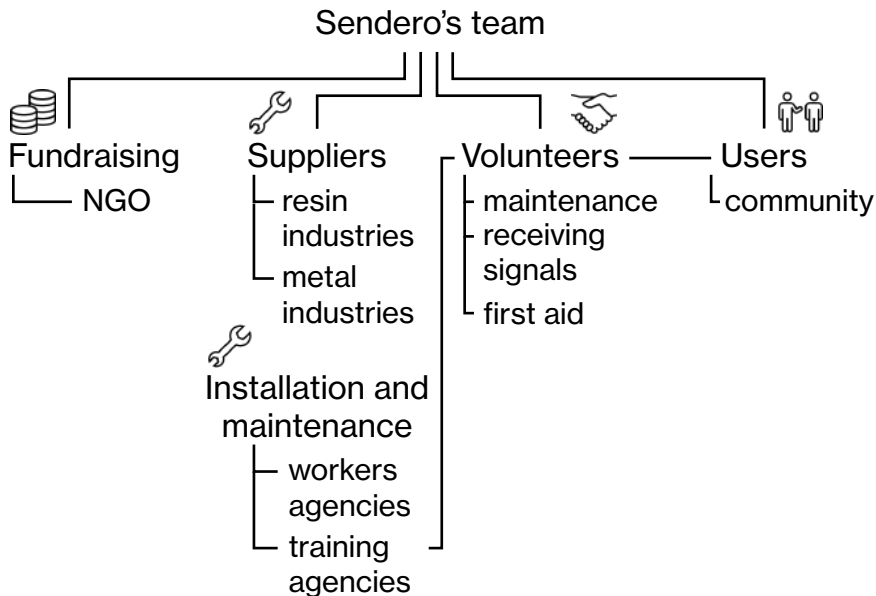 Sendero’s team
Fundraising
NGO
Suppliers
resin
industries
metal
industries
Installation and
maintenance
workers
agencies
training
agencies
Volunteers
maintenance
receiving
signals
first aid
Users
community